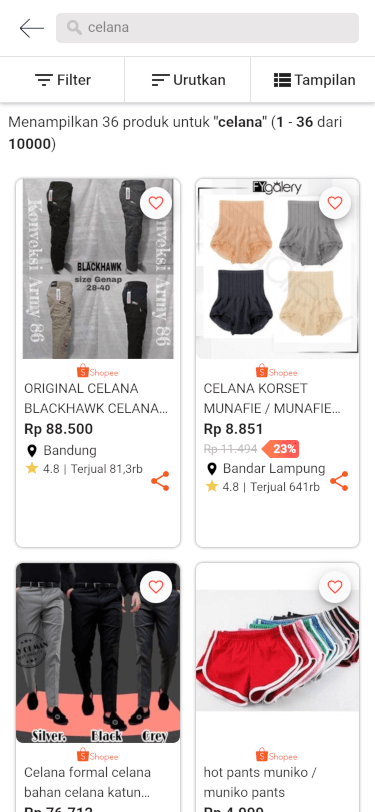 celana
Filter
Urutkan
Tampilan
Menampilkan 36 produk untuk "celana" (1 - 36 dari
10000)
Konveksi Army 86
BLACKHAWK
size Genap
28-40
Konveksi Army 86
Shopee
ORIGINAL CELANA
BLACKHAWK CELANA...
Rp 88.500
Bandung
4.8 | Terjual 81,3rb
FYgalery
Shopee
CELANA KORSET
MUNAFIE / MUNAFIE...
Rp 8.851
Rp 11.494 23%
Bandar Lampung
4.8 | Terjual 641rb
Silver. Black Grey
Shopee
Celana formal celana
bahan celana katun...
Rp 76.712
Shopee
hot pants muniko /
muniko pants
Rp 4.999